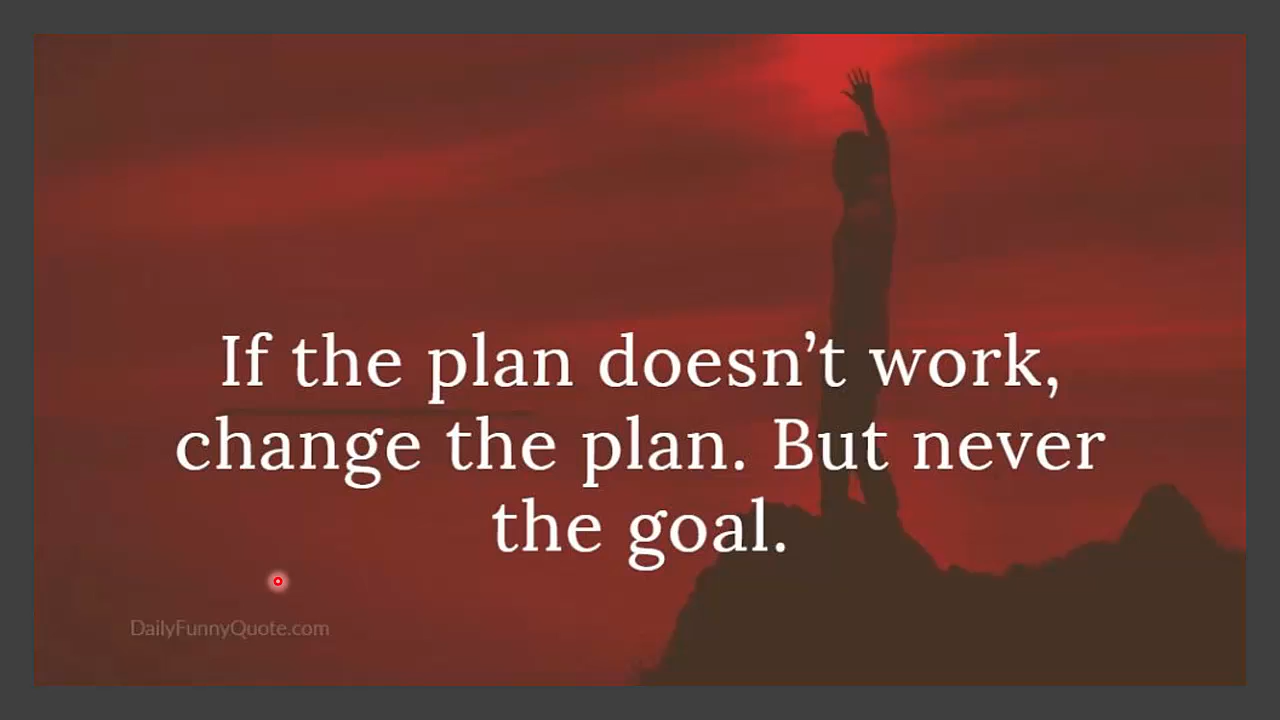 If the plan doesn’t work,
change the plan. But never
the goal.
DailyFunnyQuote.com